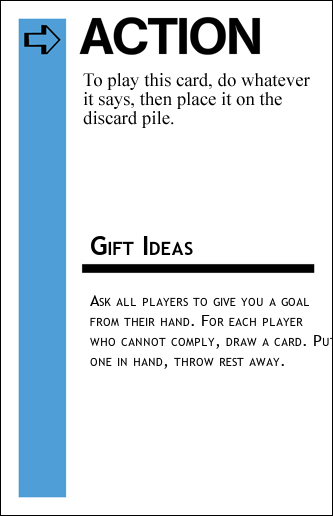 ACTION
To play this card, do whatever
it says, then place it on the
discard pile.
Gift Ideas
Ask all players to give you a goal
from their hand. For each player
who cannot comply, draw a card. Put
one in hand, throw rest away.